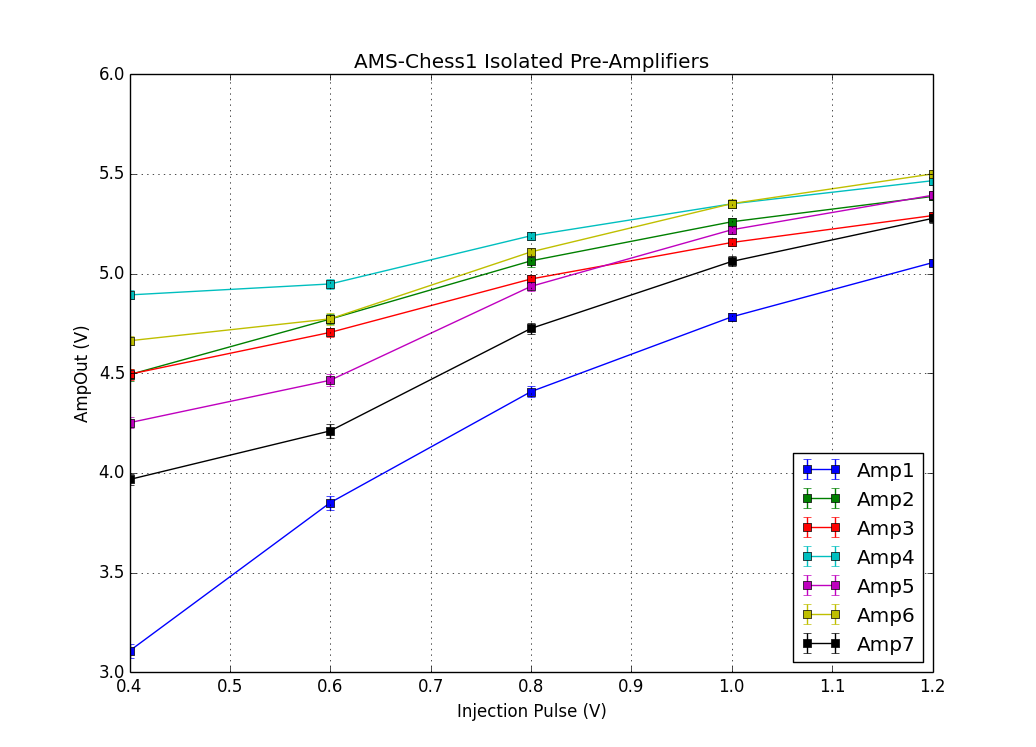 AMS-Chess1 Isolated Pre-Amplifiers
6.0
5.5
5.0
4.5
4.0
3.5
3.0
AmpOut (V)
0.4 0.5 0.6 0.7 0.8 0.9 1.0 1.1 1.2
Injection Pulse (V)
Amp1
Amp2
Amp3
Amp4
Amp5
Amp6
Amp7